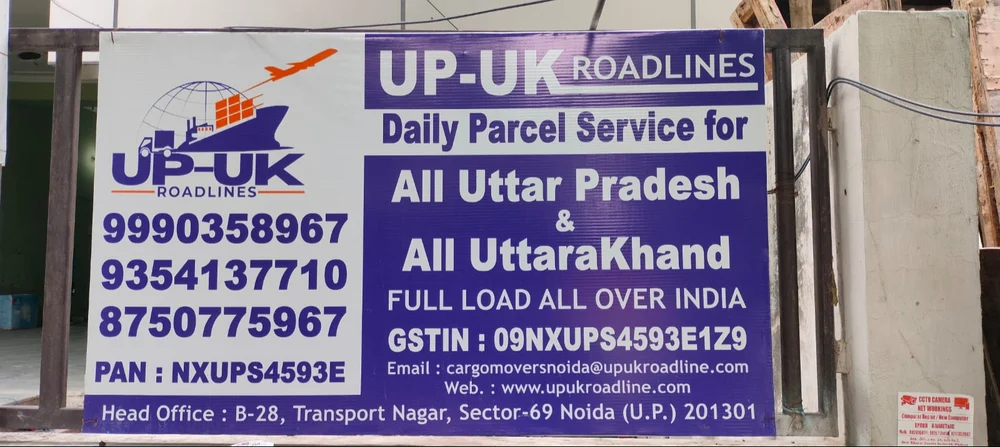 UP-UK
ROADLINES
9990358967
9354137710
8750775967
PAN : NXUPS4593E
UP-UK ROADLINES
Daily Parcel Service for
All Uttar Pradesh
&
All UttaraKhand
FULL LOAD ALL OVER INDIA
GSTIN : 09NXUPS4593E1Z9
Email : cargomoversnoida@upukroadline.com
Web. : www.upukroadline.com
Head Office : B-28, Transport Nagar, Sector-69 Noida (U.P.) 201301
CCTV CAMERA
NET WORKINGS